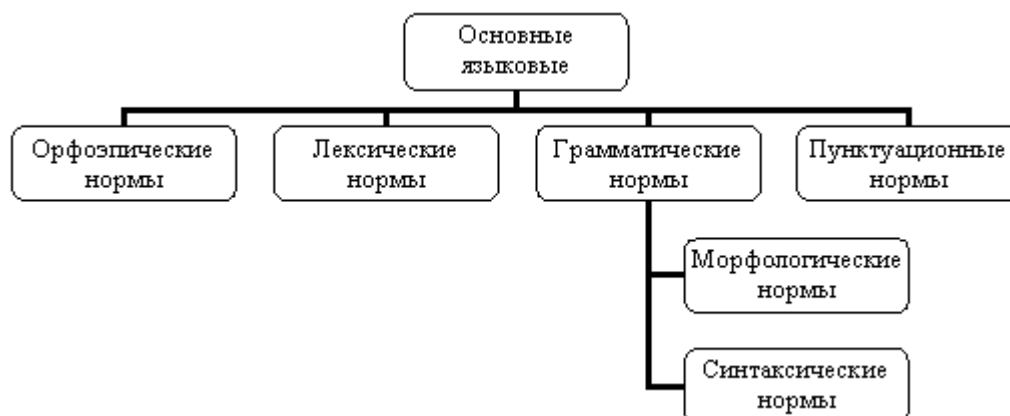 Основные
языковые
Орфоэпические
нормы
Лексические
нормы
Грамматические
нормы
Пунктуационные
нормы
Морфологические
нормы
Синтаксические
нормы